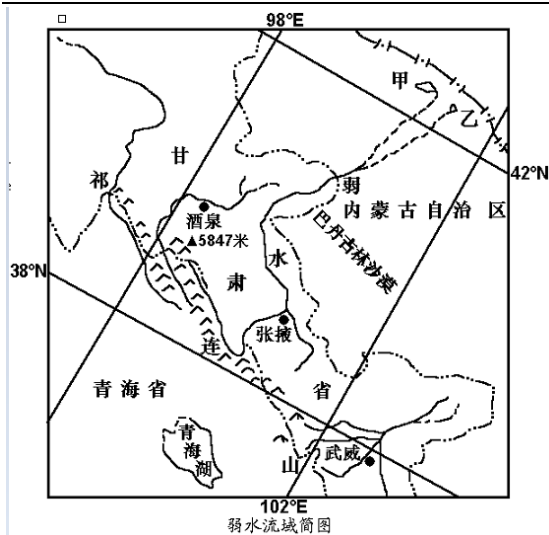 98°E
甲
乙
甘
42°N
祁
弱
酒泉
内蒙古自治区
▲5847米
巴丹吉林沙漠
水
38°N
肃
张掖
连
青海省
省
青海湖
山
武威
102°E
弱水流域简图